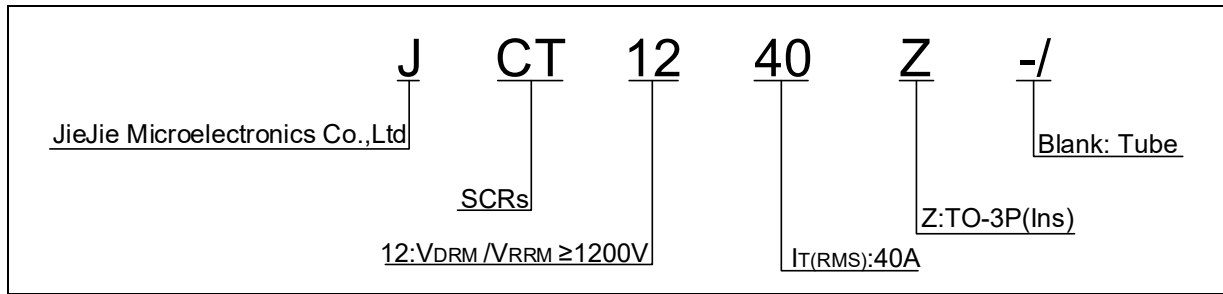 J CT 12 40 Z -/
JieJie Microelectronics Co.,Ltd
Blank: Tube
SCRs
Z:TO-3P(Ins)
12:VDRM /VRRM ≥1200V
IT(RMS):40A